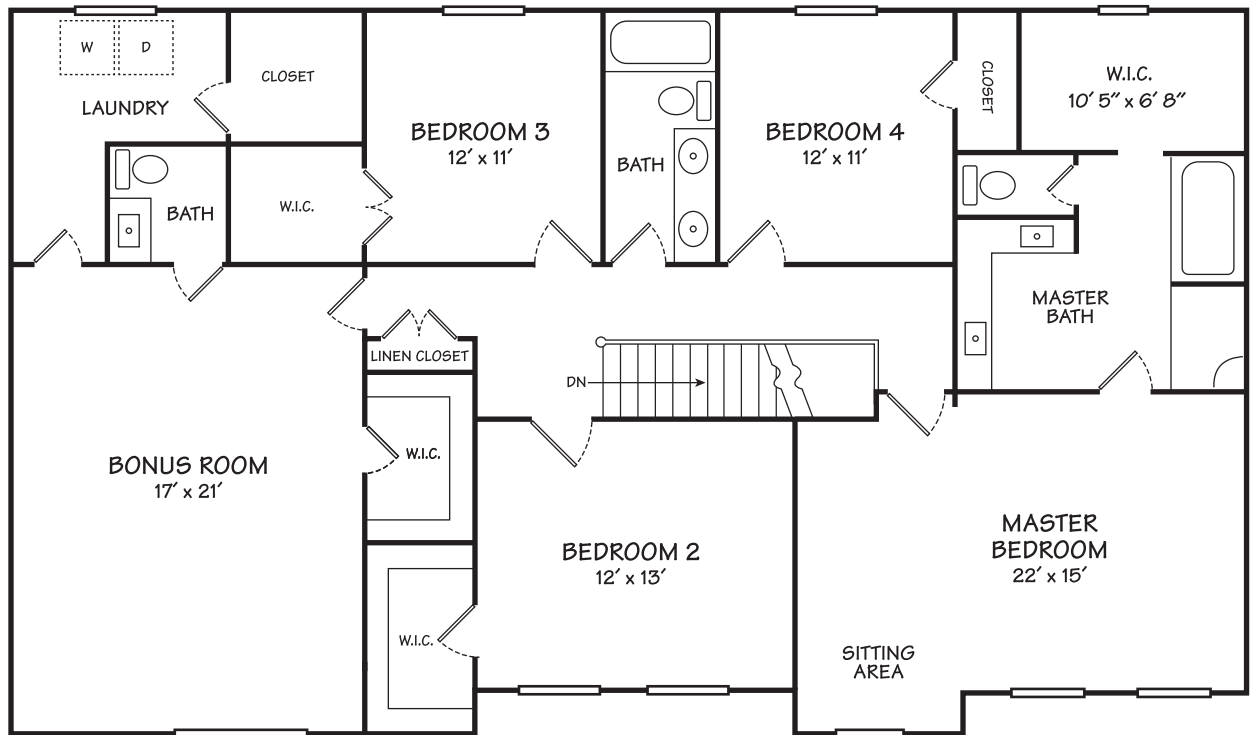 W
D
LAUNDRY
CLOSET
BATH
W.I.C.
BEDROOM 3
12′ x 11′
BATH
BEDROOM 4
12′ x 11′
CLOSET
W.I.C.
10′ 5″ x 6′ 8″
MASTER
BATH
LINEN CLOSET
DN
BONUS ROOM
17′ x 21′
W.I.C.
W.I.C.
BEDROOM 2
12′ x 13′
MASTER
BEDROOM
22′ x 15′
SITTING
AREA